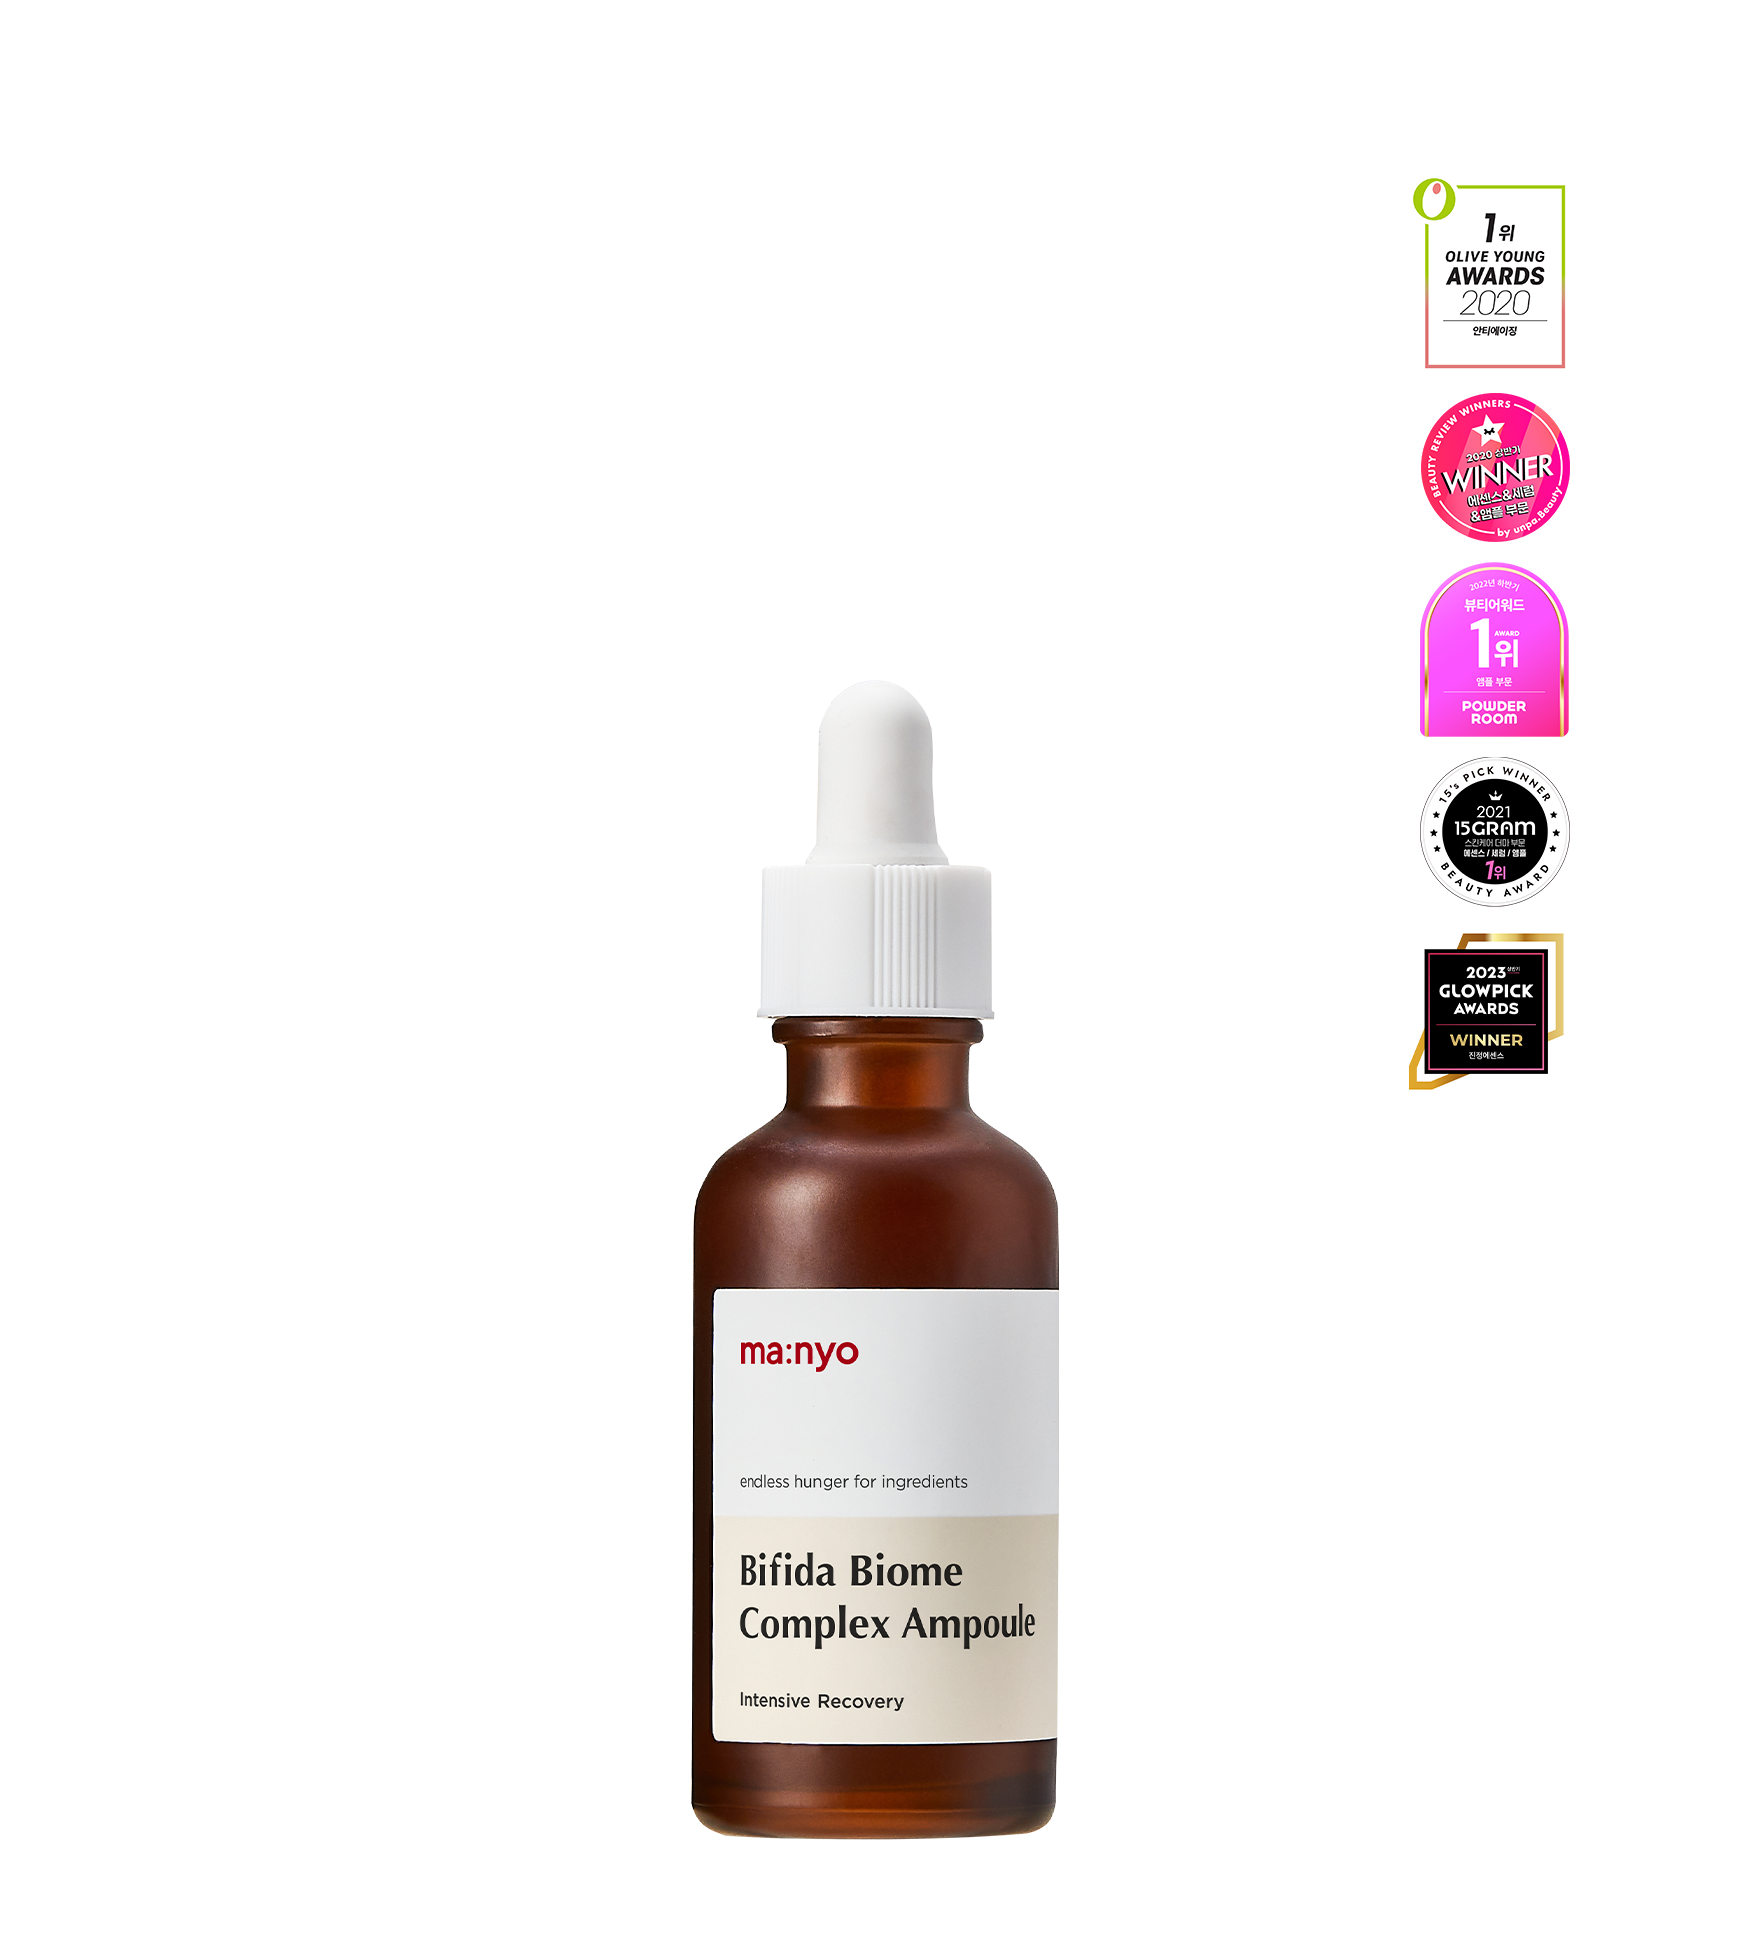 ma:nyo
endless hunger for ingredients
Bifida Biome
Complex Ampoule
Intensive Recovery
1위
OLIVE YOUNG
AWARDS
2020
안티에이징
BEAUTY REVIEW WINNERS
2020 상반기
WINNER
에센스&세럼
&앰플 부문
by unpa.Beauty
2022년 하반기
뷰티어워드
1위
AWARD
앰플 부문
POWDER
ROOM
15's PICK WINNER
2021
15GRAM
스킨케어 더마 부문
에센스 / 세럼 / 앰플
1위
BEAUTY AWARD
2023 상반기
GLOWPICK
AWARDS
WINNER
진정에센스